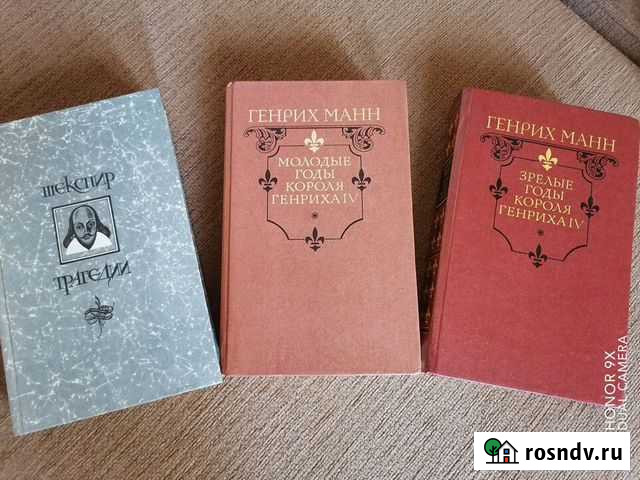 ШЕКСПИР
ТРАГЕДИИ
ГЕНРИХ МАНН
МОЛОДЫЕ
ГОДЫ
КОРОЛЯ
ГЕНРИХА IV
ГЕНРИХ МАНН
ЗРЕЛЫЕ
ГОДЫ
КОРОЛЯ
ГЕНРИХА IV
HONOR 9X
DUAL CAMERA
rosndv.ru